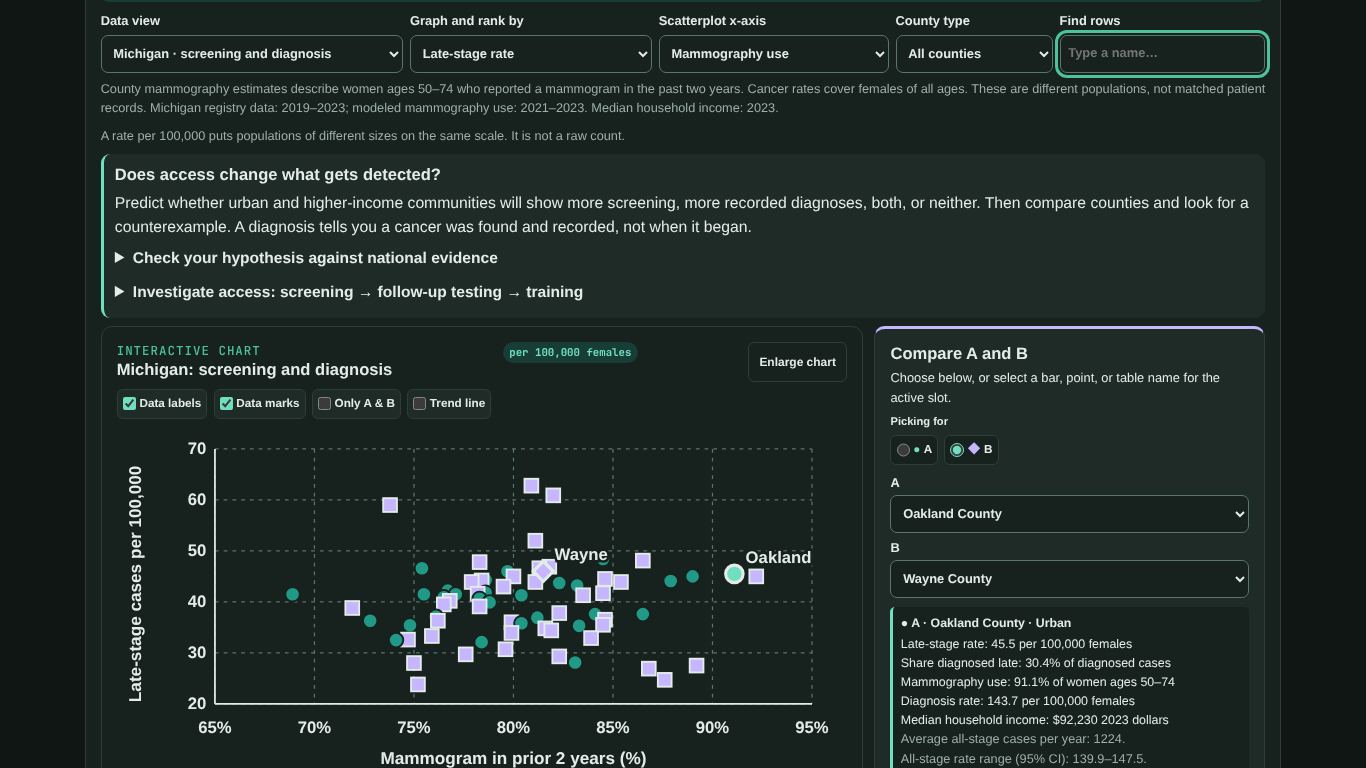 Data view
Graph and rank by
Scatterplot x-axis
County type
Find rows
Michigan · screening and diagnosis
Late-stage rate
Mammography use
All counties
Type a name…
County mammography estimates describe women ages 50–74 who reported a mammogram in the past two years. Cancer rates cover females of all ages. These are different populations, not matched patient
records. Michigan registry data: 2019–2023; modeled mammography use: 2021–2023. Median household income: 2023.
A rate per 100,000 puts populations of different sizes on the same scale. It is not a raw count.
Does access change what gets detected?
Predict whether urban and higher-income communities will show more screening, more recorded diagnoses, both, or neither. Then compare counties and look for a
counterexample. A diagnosis tells you a cancer was found and recorded, not when it began.
▶ Check your hypothesis against national evidence
▶ Investigate access: screening → follow-up testing → training
INTERACTIVE CHART
Michigan: screening and diagnosis
per 100,000 females
Enlarge chart
Data labels
Data marks
Only A & B
Trend line
Late-stage cases per 100,000
70
60
50
40
30
20
Wayne
Oakland
65%
70%
75%
80%
85%
90%
95%
Mammogram in prior 2 years (%)
Compare A and B
Choose below, or select a bar, point, or table name for the
active slot.
Picking for
● A
◆ B
A
Oakland County
B
Wayne County
● A · Oakland County · Urban
Late-stage rate: 45.5 per 100,000 females
Share diagnosed late: 30.4% of diagnosed cases
Mammography use: 91.1% of women ages 50–74
Diagnosis rate: 143.7 per 100,000 females
Median household income: $92,230 2023 dollars
Average all-stage cases per year: 1224.
All-stage rate range (95% CI): 139.9–147.5.